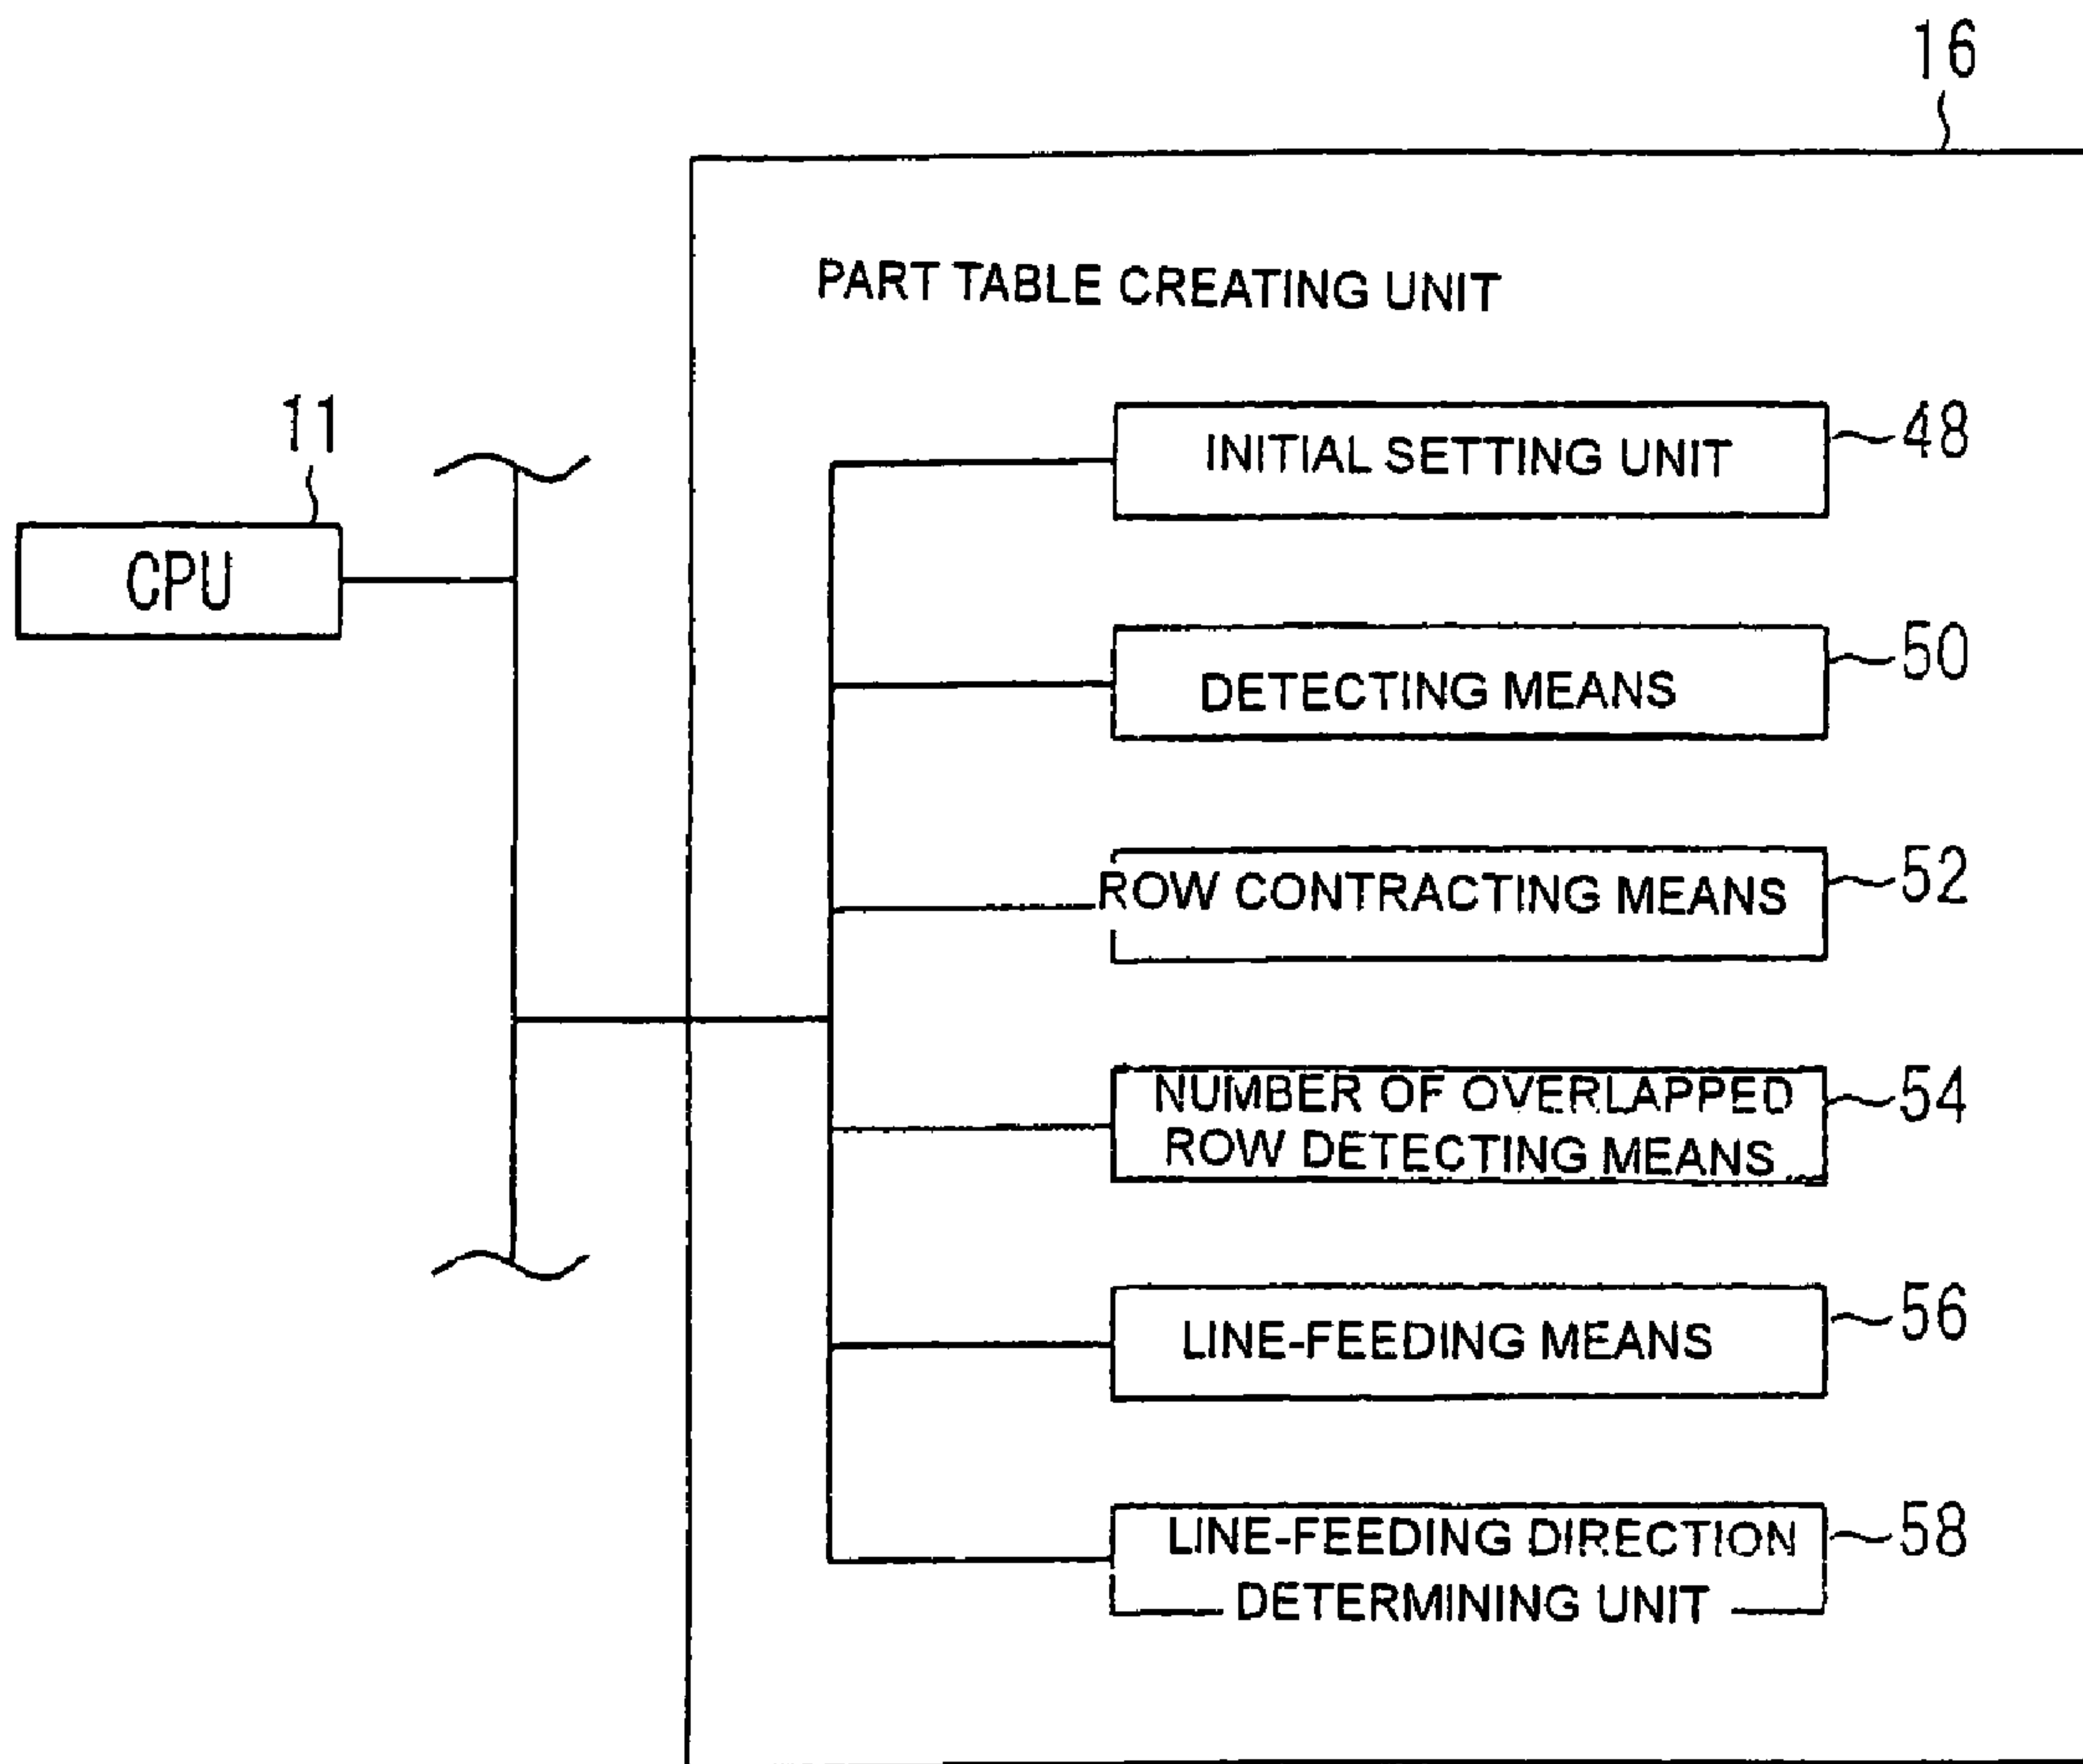 16
PART TABLE CREATING UNIT
11
CPU
INITIAL SETTING UNIT
48
DETECTING MEANS
50
ROW CONTRACTING MEANS
52
NUMBER OF OVERLAPPED
ROW DETECTING MEANS
54
LINE-FEEDING MEANS
56
LINE-FEEDING DIRECTION
DETERMINING UNIT
58